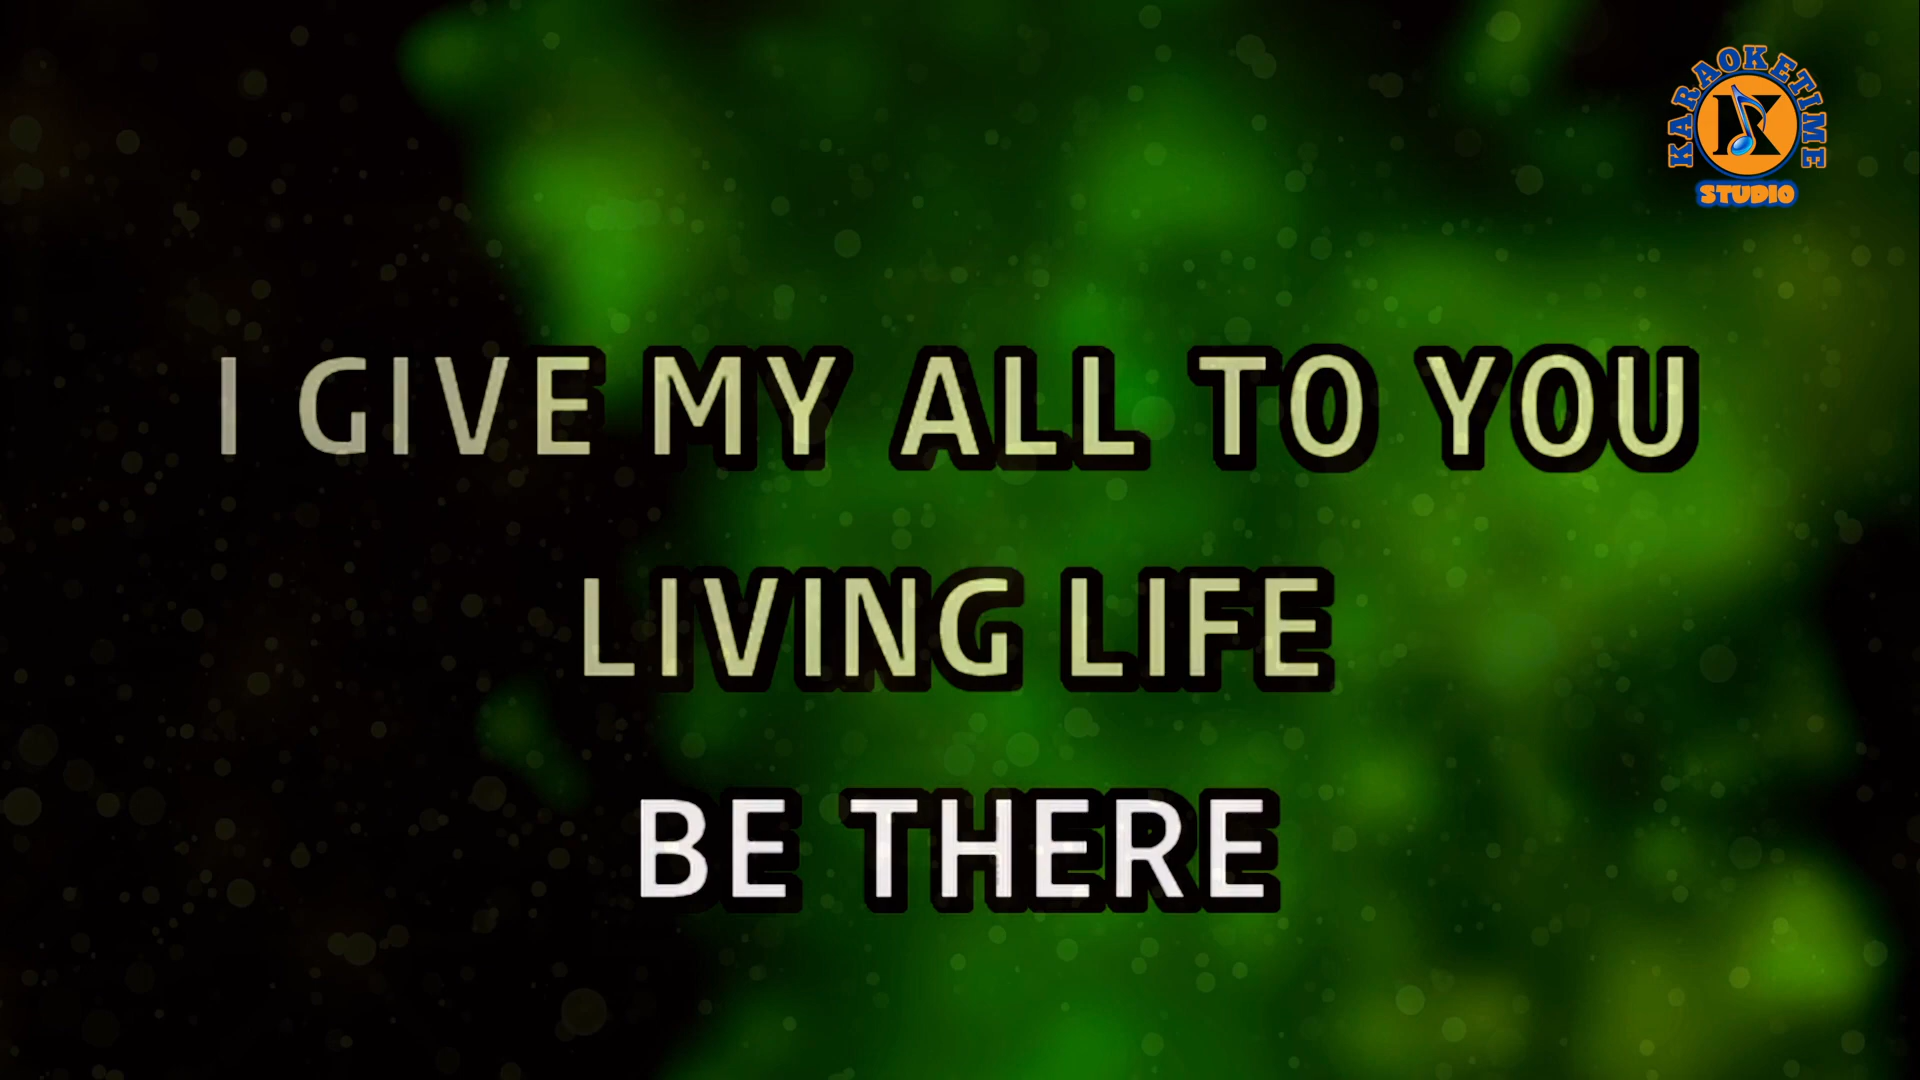 KARAOKETIME
K
STUDIO
I GIVE MY ALL TO YOU
LIVING LIFE
BE THERE